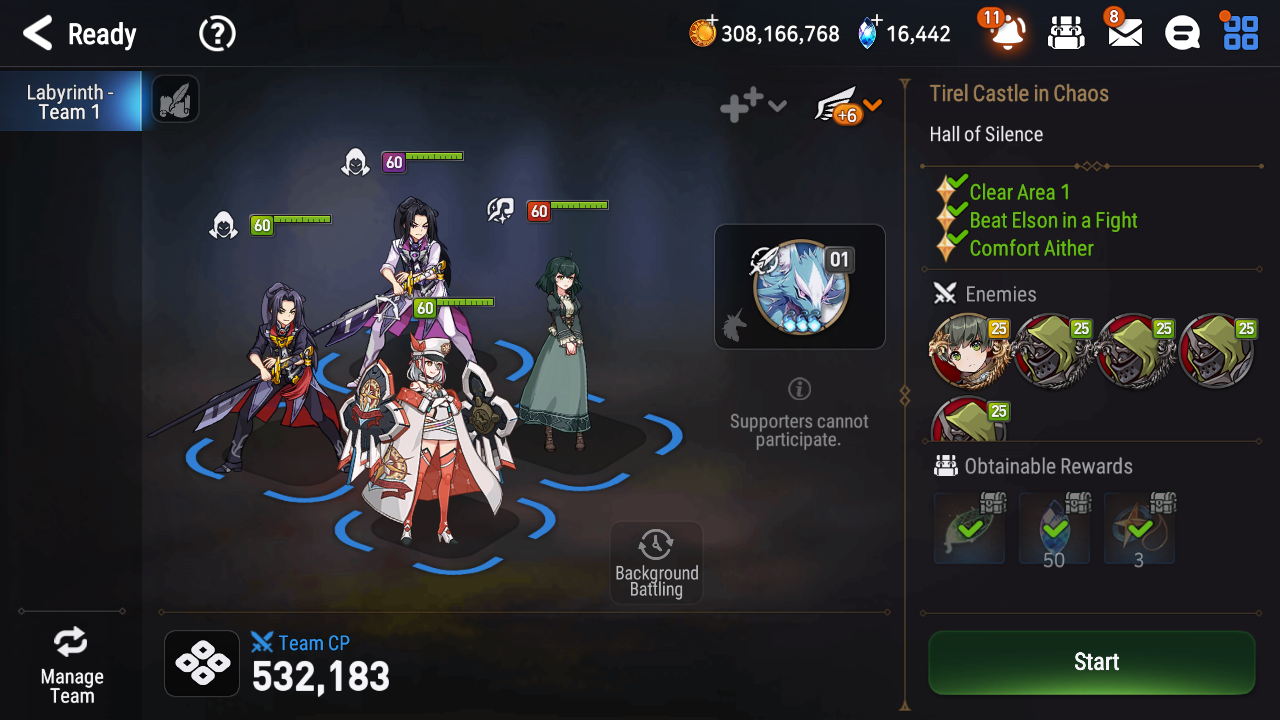 Ready
?
308,166,768
16,442
11
8
Labyrinth -
Team 1
+6
60
60
60
60
01
Supporters cannot
participate.
Background
Battling
Manage
Team
Team CP
532,183
Tirel Castle in Chaos
Hall of Silence
Clear Area 1
Beat Elson in a Fight
Comfort Aither
Enemies
25
25
25
25
25
Obtainable Rewards
50
3
Start